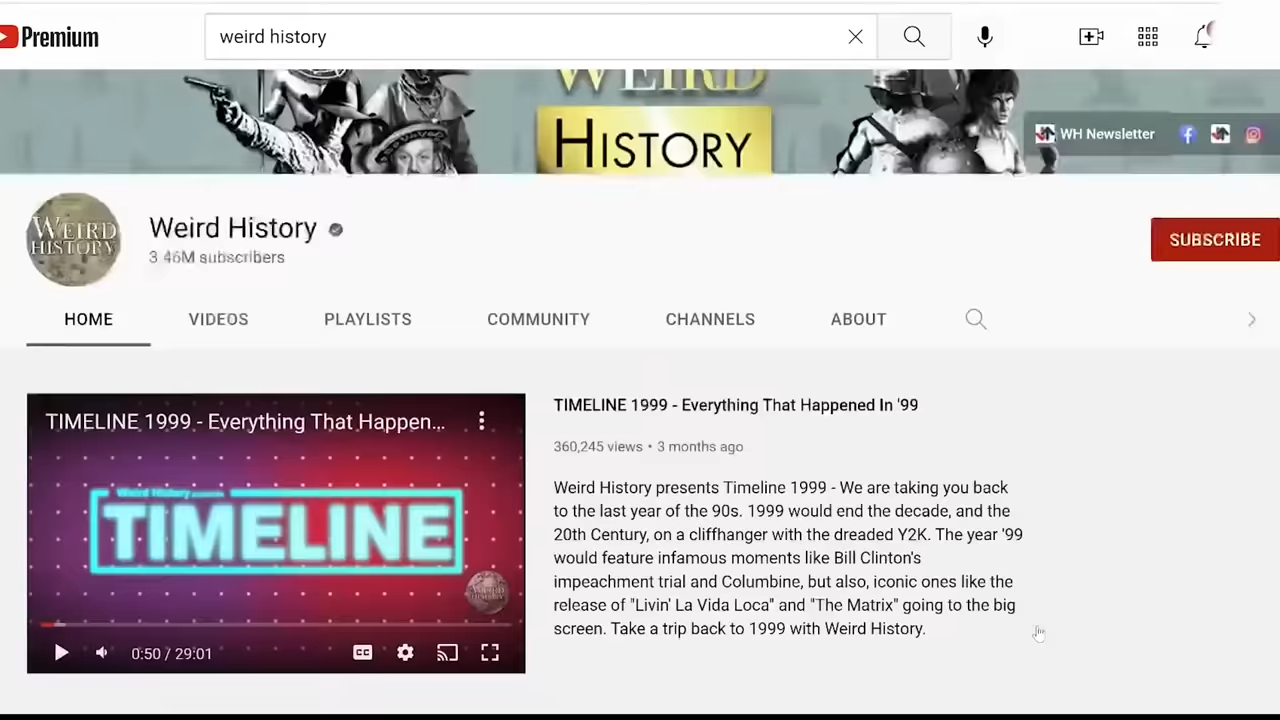 Premium
weird history
WEIRD
HISTORY
WH Newsletter
WEIRD
HISTORY
Weird History
3.46M subscribers
SUBSCRIBE
HOME VIDEOS PLAYLISTS COMMUNITY CHANNELS ABOUT
TIMELINE 1999 - Everything That Happen...
Weird History presents
TIMELINE
WEIRD
HISTORY
0:50 / 29:01
CC
TIMELINE 1999 - Everything That Happened In '99
360,245 views • 3 months ago
Weird History presents Timeline 1999 - We are taking you back
to the last year of the 90s. 1999 would end the decade, and the
20th Century, on a cliffhanger with the dreaded Y2K. The year '99
would feature infamous moments like Bill Clinton's
impeachment trial and Columbine, but also, iconic ones like the
release of "Livin' La Vida Loca" and "The Matrix" going to the big
screen. Take a trip back to 1999 with Weird History.